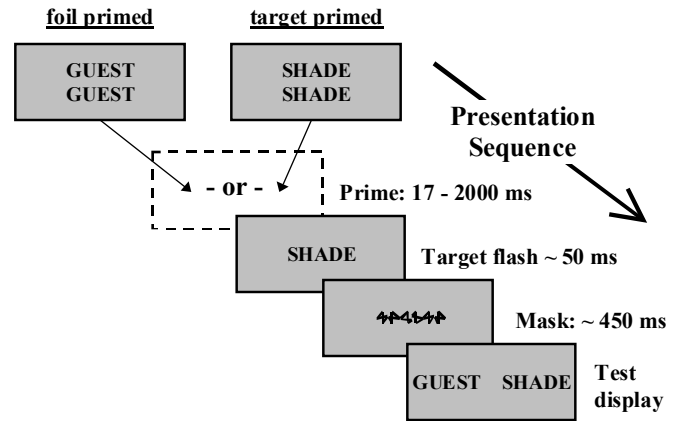 foil primed
target primed
GUEST
GUEST
SHADE
SHADE
Presentation
Sequence
- or -
Prime: 17 - 2000 ms
SHADE
Target flash ~ 50 ms
Mask: ~ 450 ms
GUEST SHADE
Test
display